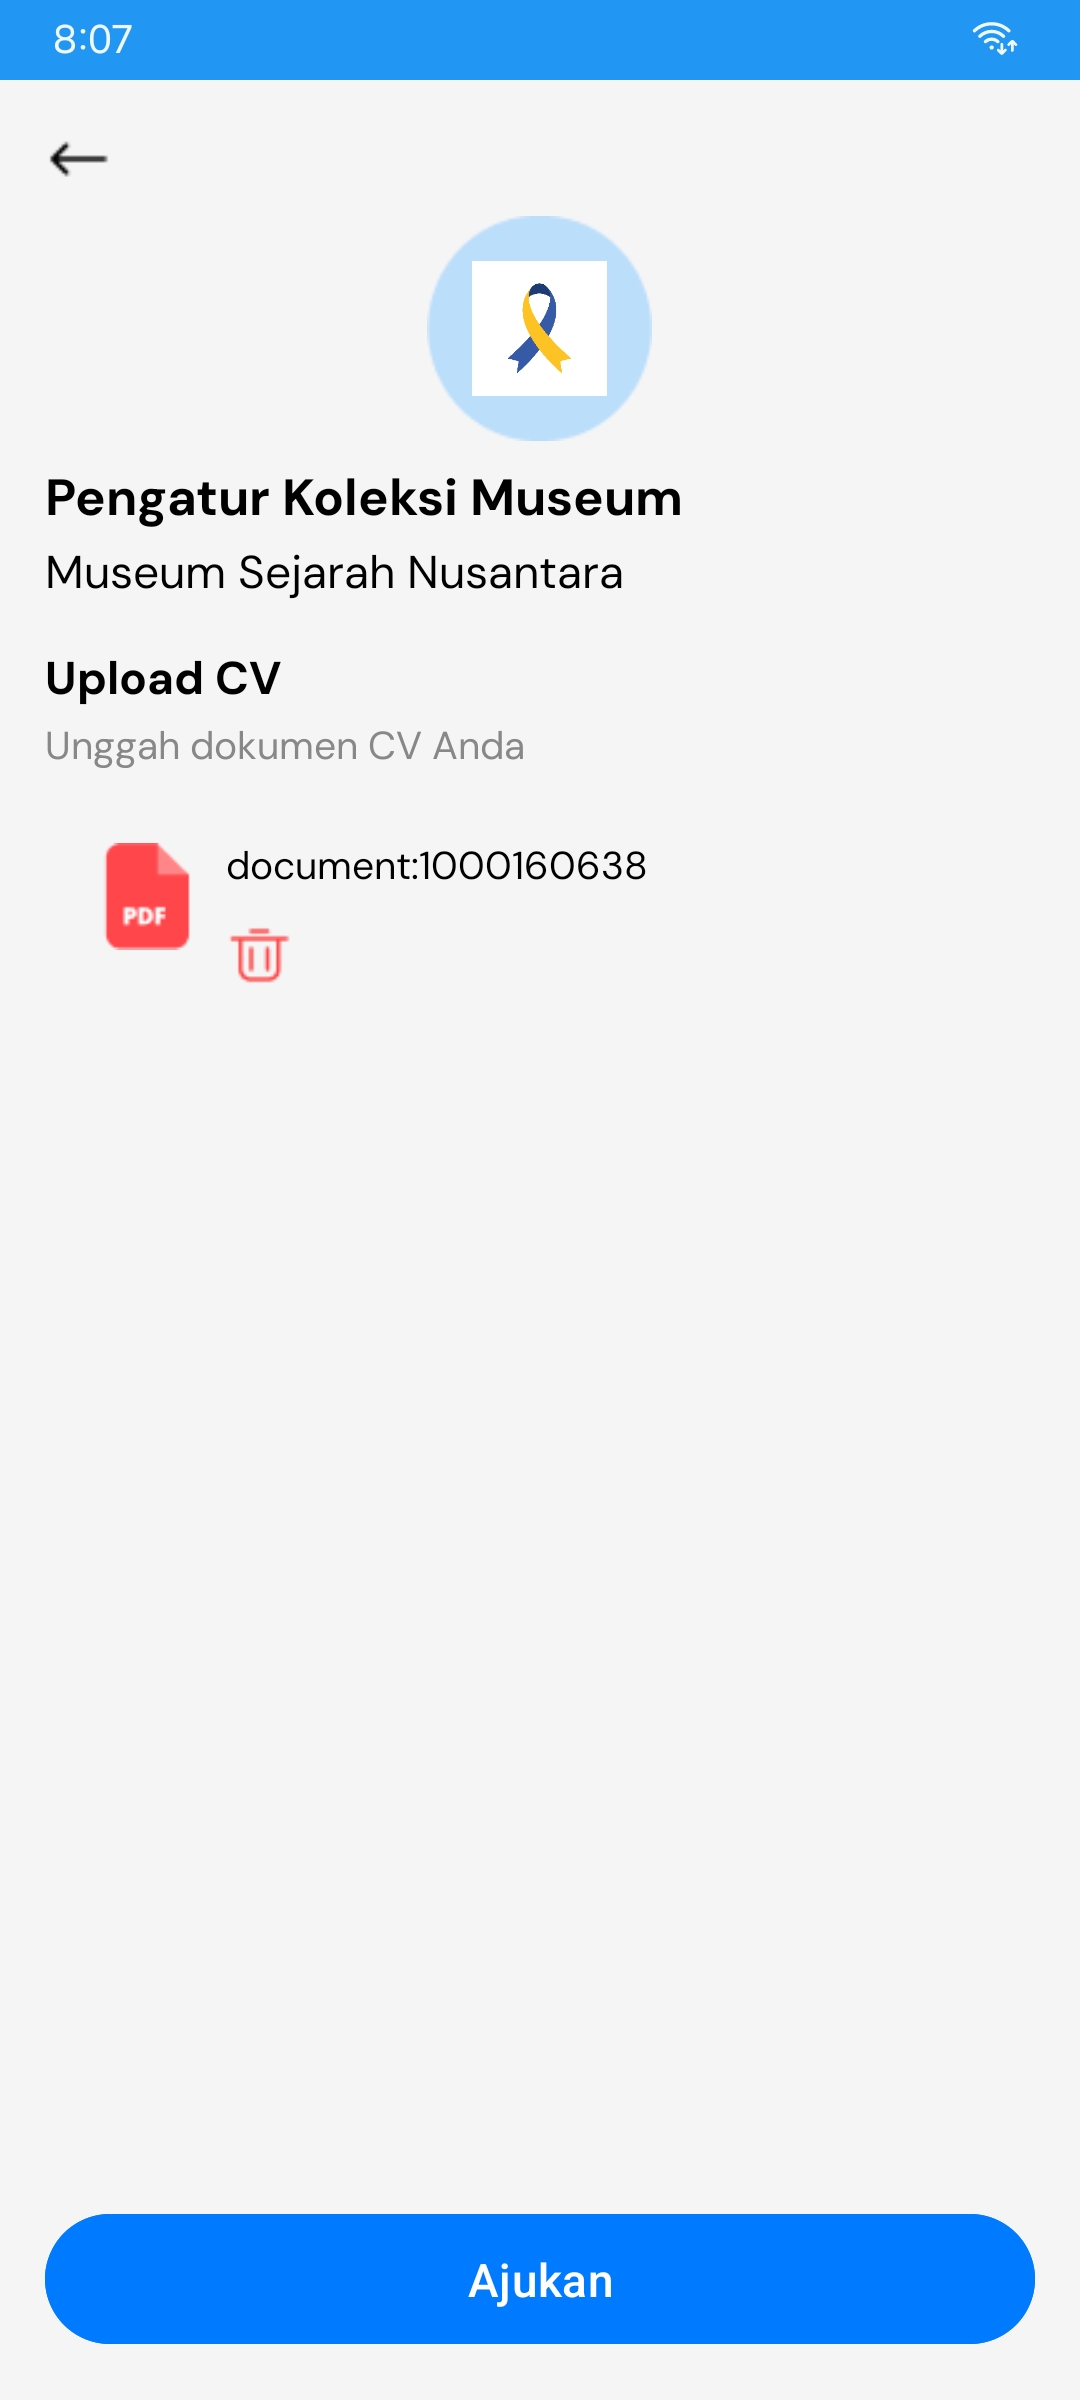 8:07
Pengatur Koleksi Museum
Museum Sejarah Nusantara
Upload CV
Unggah dokumen CV Anda
document:1000160638
PDF
Ajukan